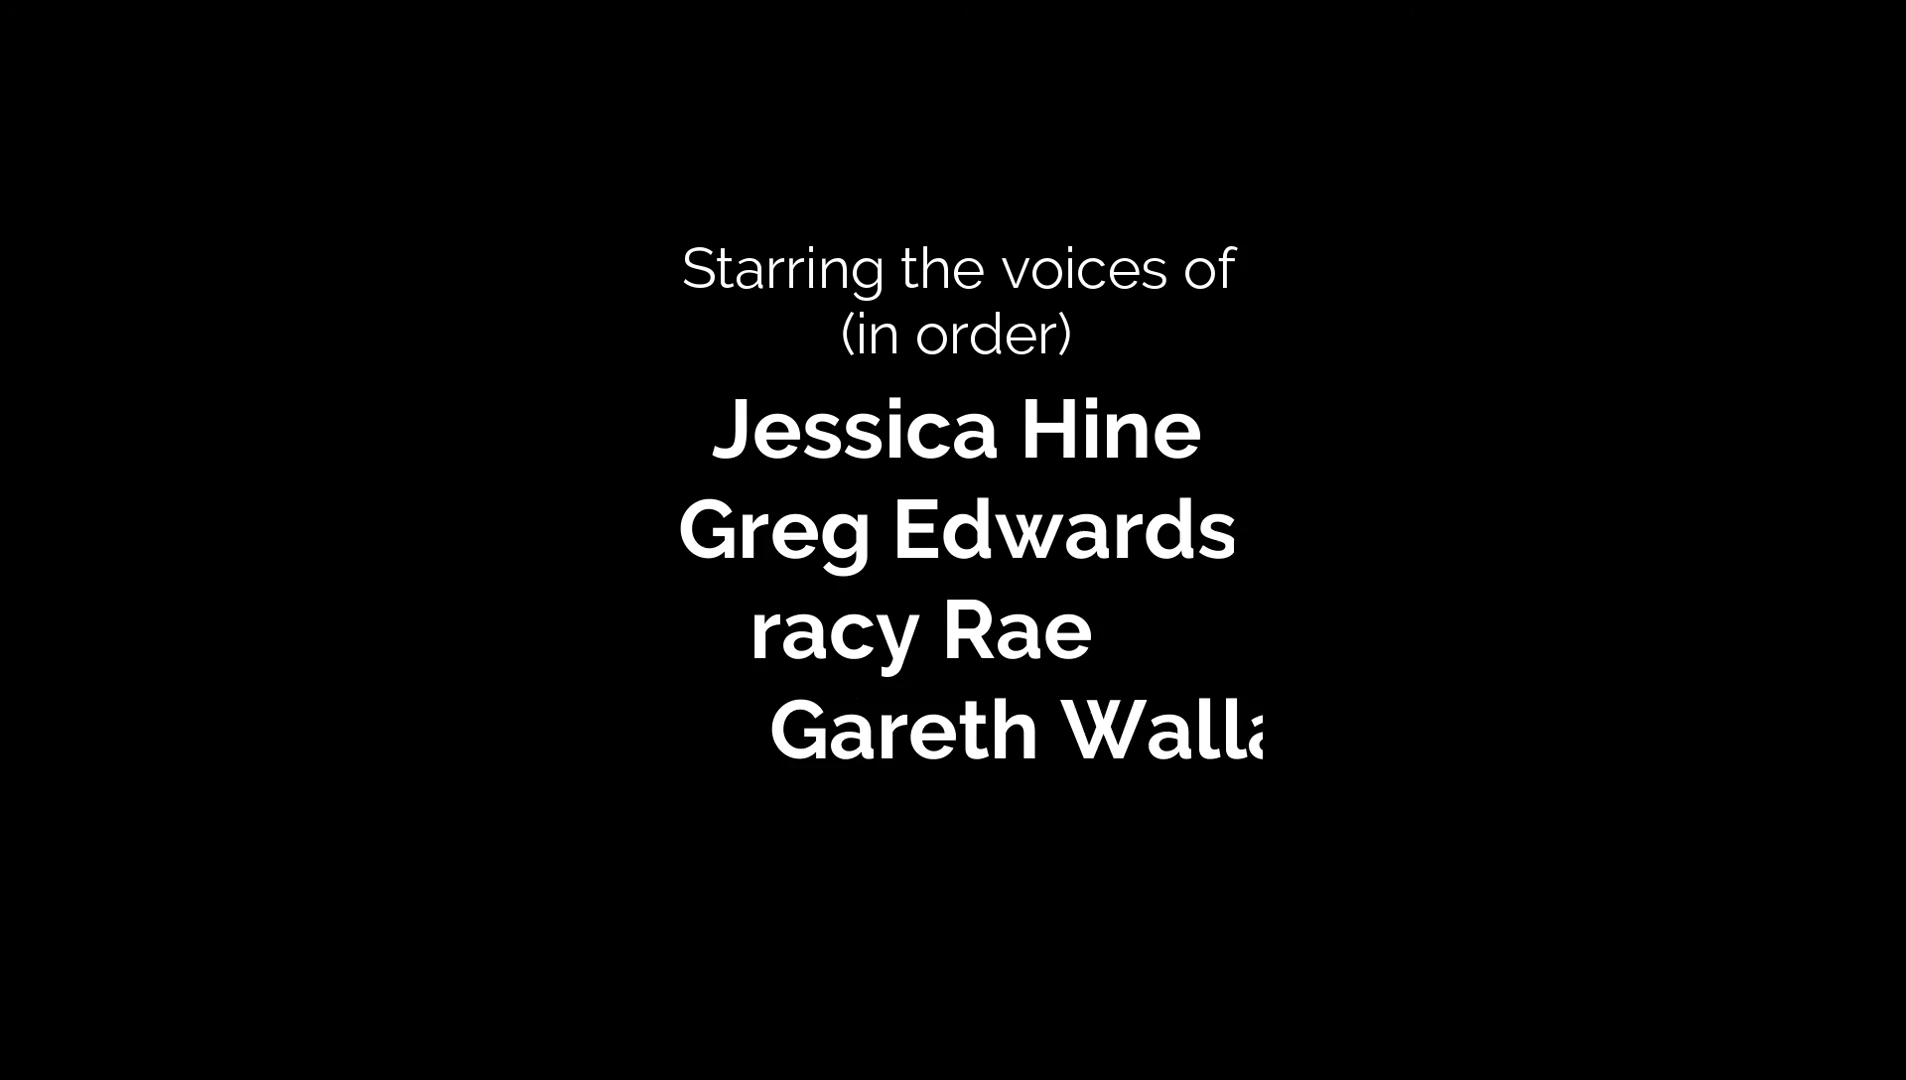 Starring the voices of
(in order)
Jessica Hine
Greg Edwards
racy Rae
Gareth Walla